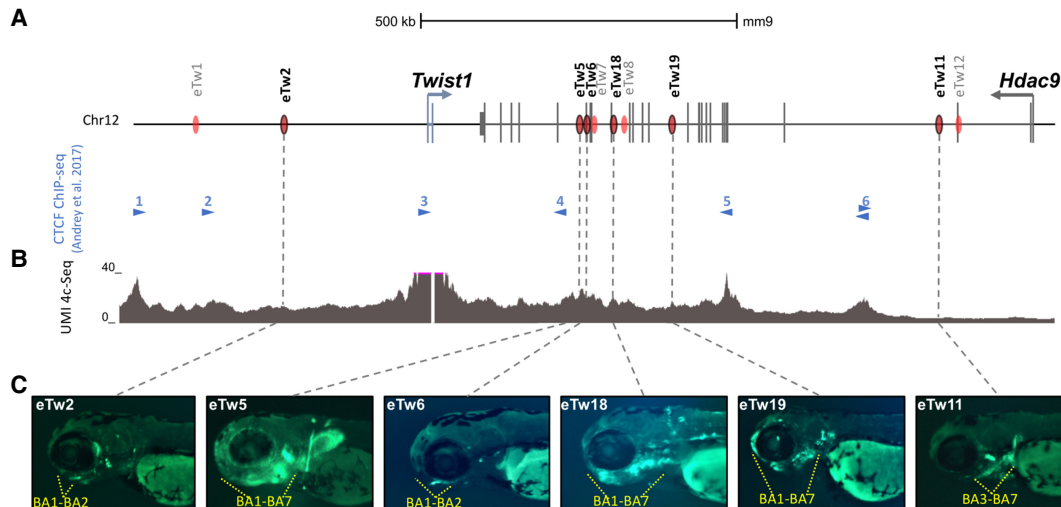 A
500 kb
mm9
eTw1
eTw2
Twist1
eTw5
eTw6
eTw7
eTw18
eTw8
eTw19
eTw11
eTw12
Hdac9
Chr12
CTCF ChIP-seq
(Andrey et al. 2017)
1
2
3
4
5
6
B
UMI 4c-Seq
40_
0_
C
eTw2
eTw5
eTw6
eTw18
eTw19
eTw11
BA1-BA2
BA1-BA7
BA1-BA2
BA1-BA7
BA1-BA7
BA3-BA7